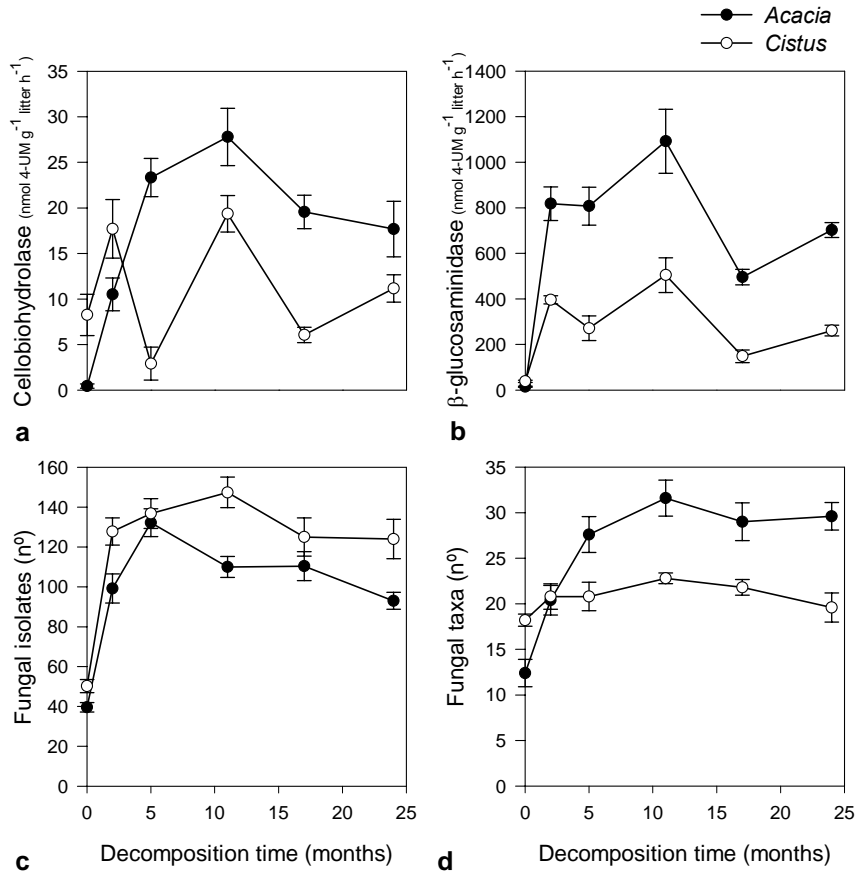 Acacia
Cistus
Cellobiohydrolase (nmol 4-UM g⁻¹ litter h⁻¹)
35
30
25
20
15
10
5
0
a
β-glucosaminidase (nmol 4-UM g⁻¹ litter h⁻¹)
1400
1200
1000
800
600
400
200
0
b
Fungal isolates (nº)
160
140
120
100
80
60
40
20
0
0 5 10 15 20 25
c Decomposition time (months)
Fungal taxa (nº)
35
30
25
20
15
10
5
0
0 5 10 15 20 25
d Decomposition time (months)